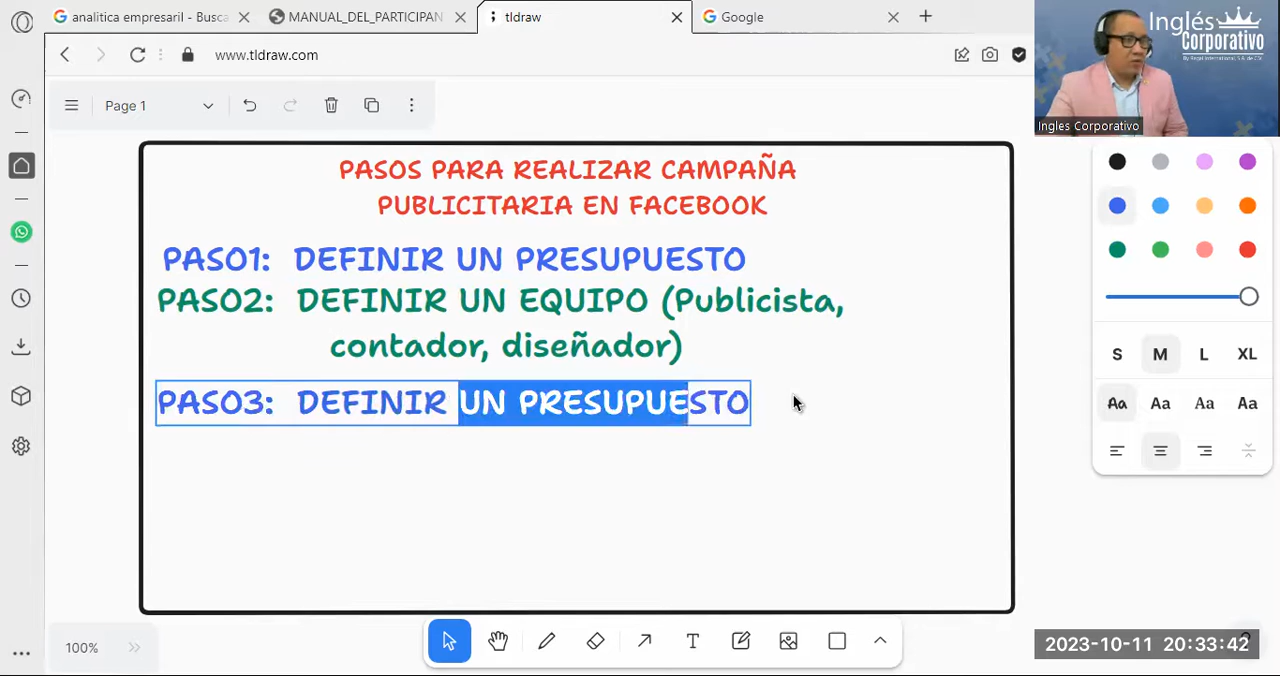 analitica empresaril - Busca
MANUAL_DEL_PARTICIPAN
tldraw
Google
www.tldraw.com
Page 1
Inglés
Corporativo
Ingles Corporativo
PASOS PARA REALIZAR CAMPAÑA
PUBLICITARIA EN FACEBOOK
PASO1: DEFINIR UN PRESUPUESTO
PASO2: DEFINIR UN EQUIPO (Publicista,
contador, diseñador)
PASO3: DEFINIR UN PRESUPUESTO
S M L XL
Aa Aa Aa Aa
100%
2023-10-11 20:33:42